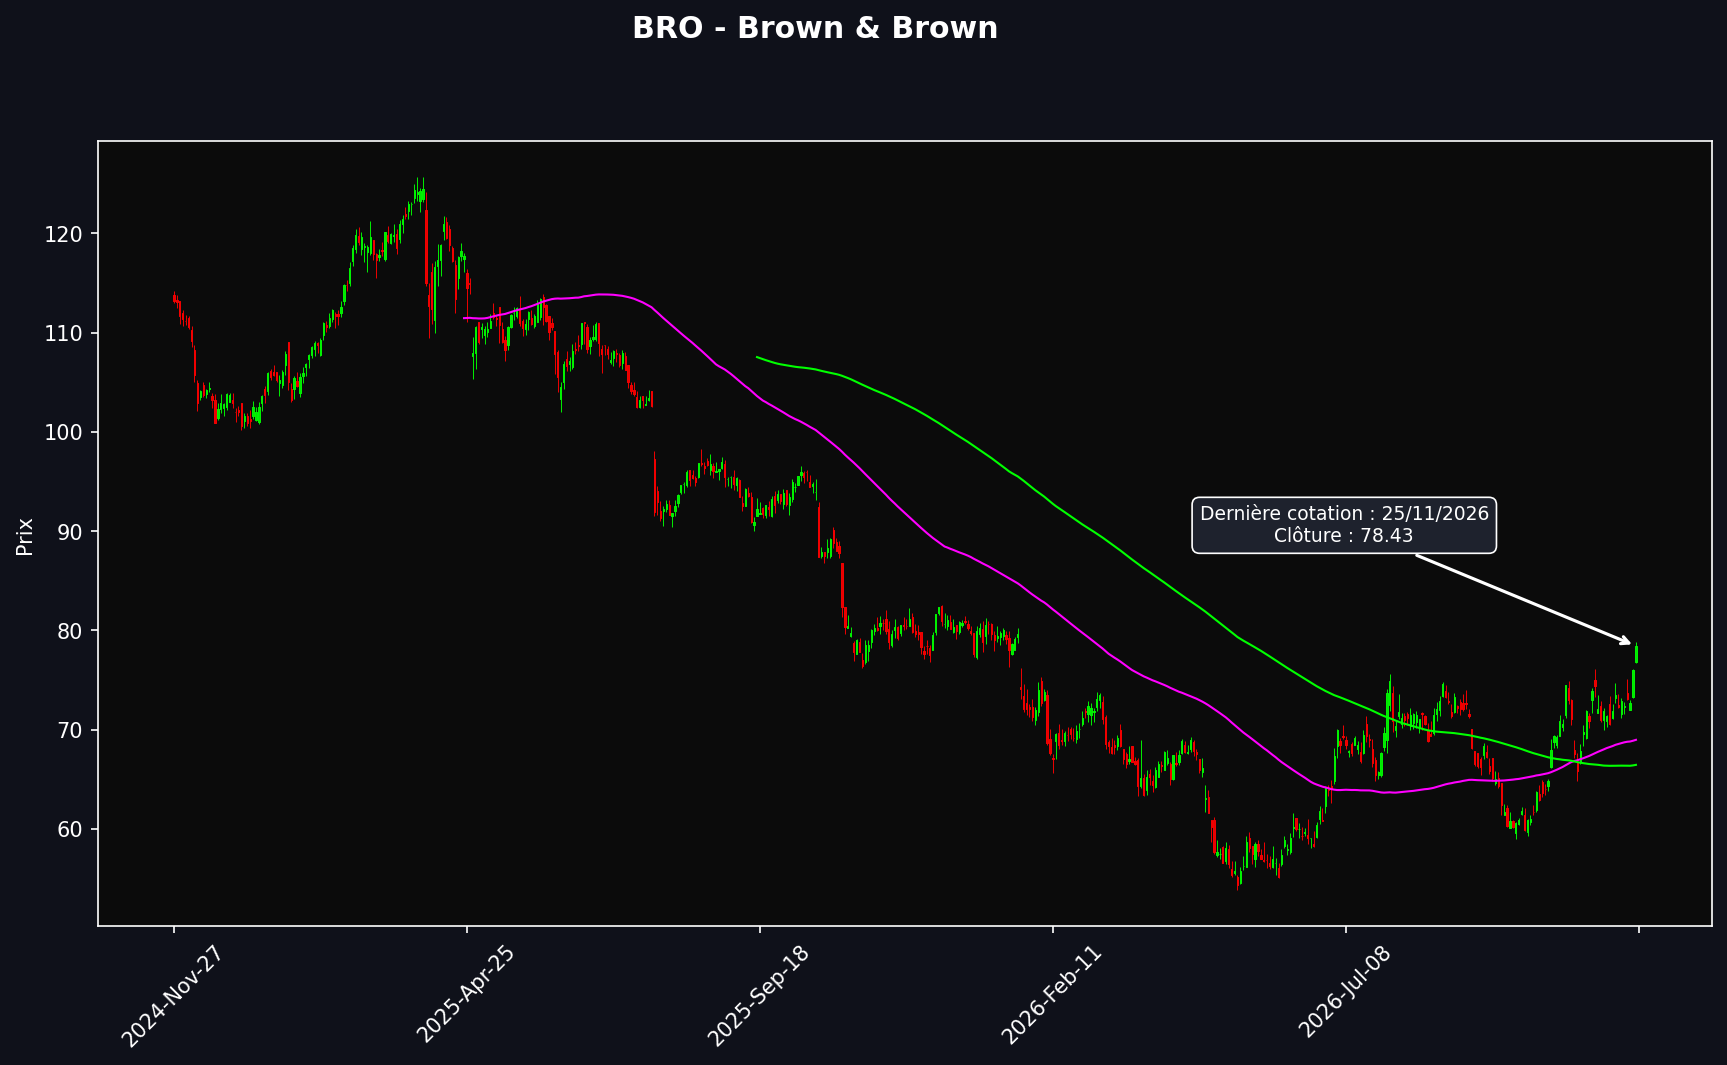 BRO - Brown & Brown
Prix
120
110
100
90
80
70
60
Dernière cotation : 25/11/2026
Clôture : 78.43
2024-Nov-27
2025-Apr-25
2025-Sep-18
2026-Feb-11
2026-Jul-08